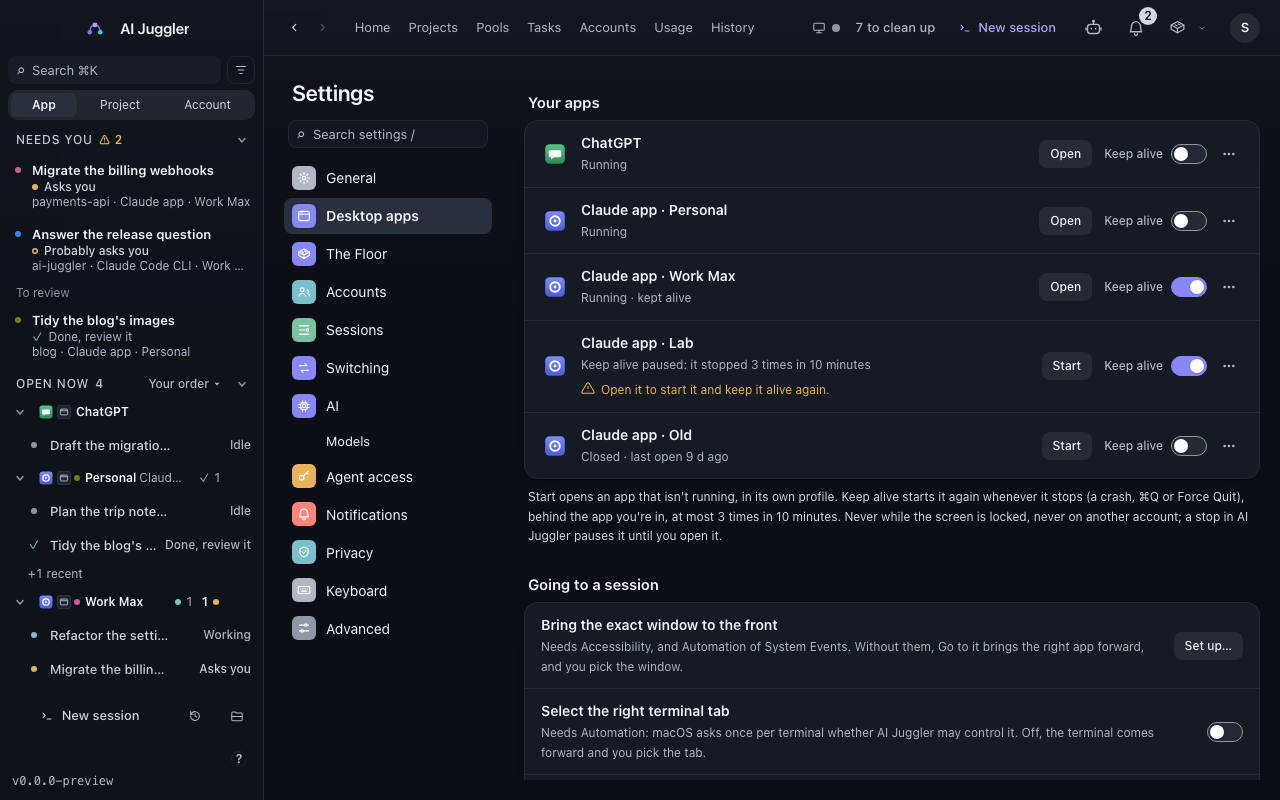 AI Juggler
Search ⌘K
App Project Account
NEEDS YOU 2
Migrate the billing webhooks
Asks you
payments-api · Claude app · Work Max
Answer the release question
Probably asks you
ai-juggler · Claude Code CLI · Work ...
To review
Tidy the blog's images
Done, review it
blog · Claude app · Personal
OPEN NOW 4 Your order
ChatGPT
Draft the migratio... Idle
Personal Claud... 1
Plan the trip note... Idle
Tidy the blog's ... Done, review it
+1 recent
Work Max 1 1
Refactor the setti... Working
Migrate the billin... Asks you
New session
?
v0.0.0-preview
Home Projects Pools Tasks Accounts Usage History
7 to clean up
New session
2
S
Settings
Search settings /
General
Desktop apps
The Floor
Accounts
Sessions
Switching
AI
Models
Agent access
Notifications
Privacy
Keyboard
Advanced
Your apps
ChatGPT
Running
Open Keep alive
Claude app · Personal
Running
Open Keep alive
Claude app · Work Max
Running · kept alive
Open Keep alive
Claude app · Lab
Keep alive paused: it stopped 3 times in 10 minutes
Open it to start it and keep it alive again.
Start Keep alive
Claude app · Old
Closed · last open 9 d ago
Start Keep alive
Start opens an app that isn't running, in its own profile. Keep alive starts it again whenever it stops (a crash, ⌘Q or Force Quit),
behind the app you're in, at most 3 times in 10 minutes. Never while the screen is locked, never on another account; a stop in AI
Juggler pauses it until you open it.
Going to a session
Bring the exact window to the front
Needs Accessibility, and Automation of System Events. Without them, Go to it brings the right app forward,
and you pick the window.
Set up...
Select the right terminal tab
Needs Automation: macOS asks once per terminal whether AI Juggler may control it. Off, the terminal comes
forward and you pick the tab.